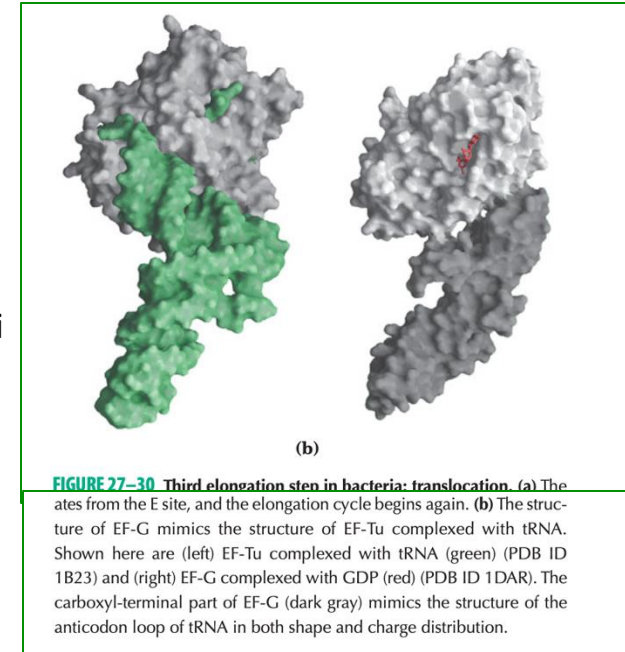 i
(b)
FIGURE 27–30 Third elongation step in bacteria: translocation. (a) The
ates from the E site, and the elongation cycle begins again. (b) The struc-
ture of EF-G mimics the structure of EF-Tu complexed with tRNA.
Shown here are (left) EF-Tu complexed with tRNA (green) (PDB ID
1B23) and (right) EF-G complexed with GDP (red) (PDB ID 1DAR). The
carboxyl-terminal part of EF-G (dark gray) mimics the structure of the
anticodon loop of tRNA in both shape and charge distribution.